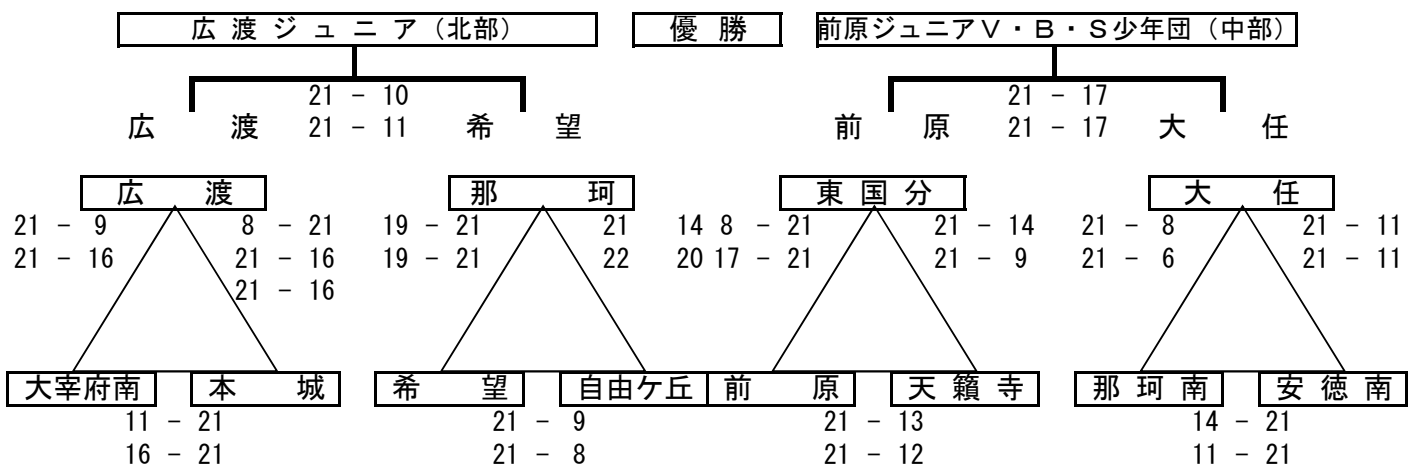 広渡ジュニア（北部） 優勝 前原ジュニアV・B・S少年団（中部）
21 － 10 21 － 17
広渡 21 － 11 希望 前原 21 － 17 大任
広渡 那珂 東国分 大任
21 － 9 8 － 21 19 － 21 21 14 8 － 21 21 － 14 21 － 8 21 － 11
21 － 16 21 － 16 19 － 21 22 20 17 － 21 21 － 9 21 － 6 21 － 11
21 － 16
大宰府南 本城 希望 自由ケ丘 前原 天籟寺 那珂南 安徳南
11 － 21 21 － 9 21 － 13 14 － 21
16 － 21 21 － 8 21 － 12 11 － 21